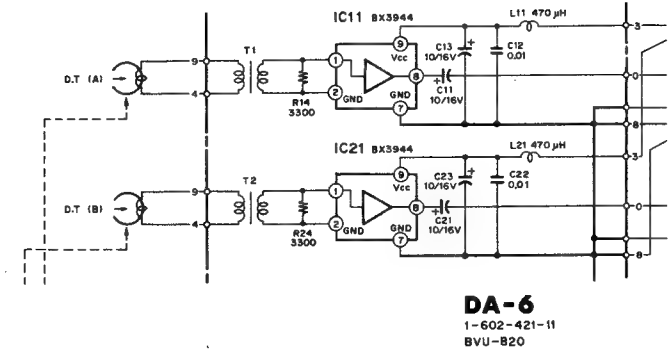 IC11 BX3944
L11 470 μH
3
9
Vcc
C13
10/16V
C12
0.01
T1
9
1
D.T (A)
8
0
C11
10/16V
4
2
GND
GND
7
R14
3300
8
IC21 BX3944
L21 470 μH
3
9
Vcc
C23
10/16V
C22
0.01
T2
9
1
D.T (B)
8
0
C21
10/16V
4
2
GND
GND
7
R24
3300
8
DA-6
1-602-421-11
BVU-820